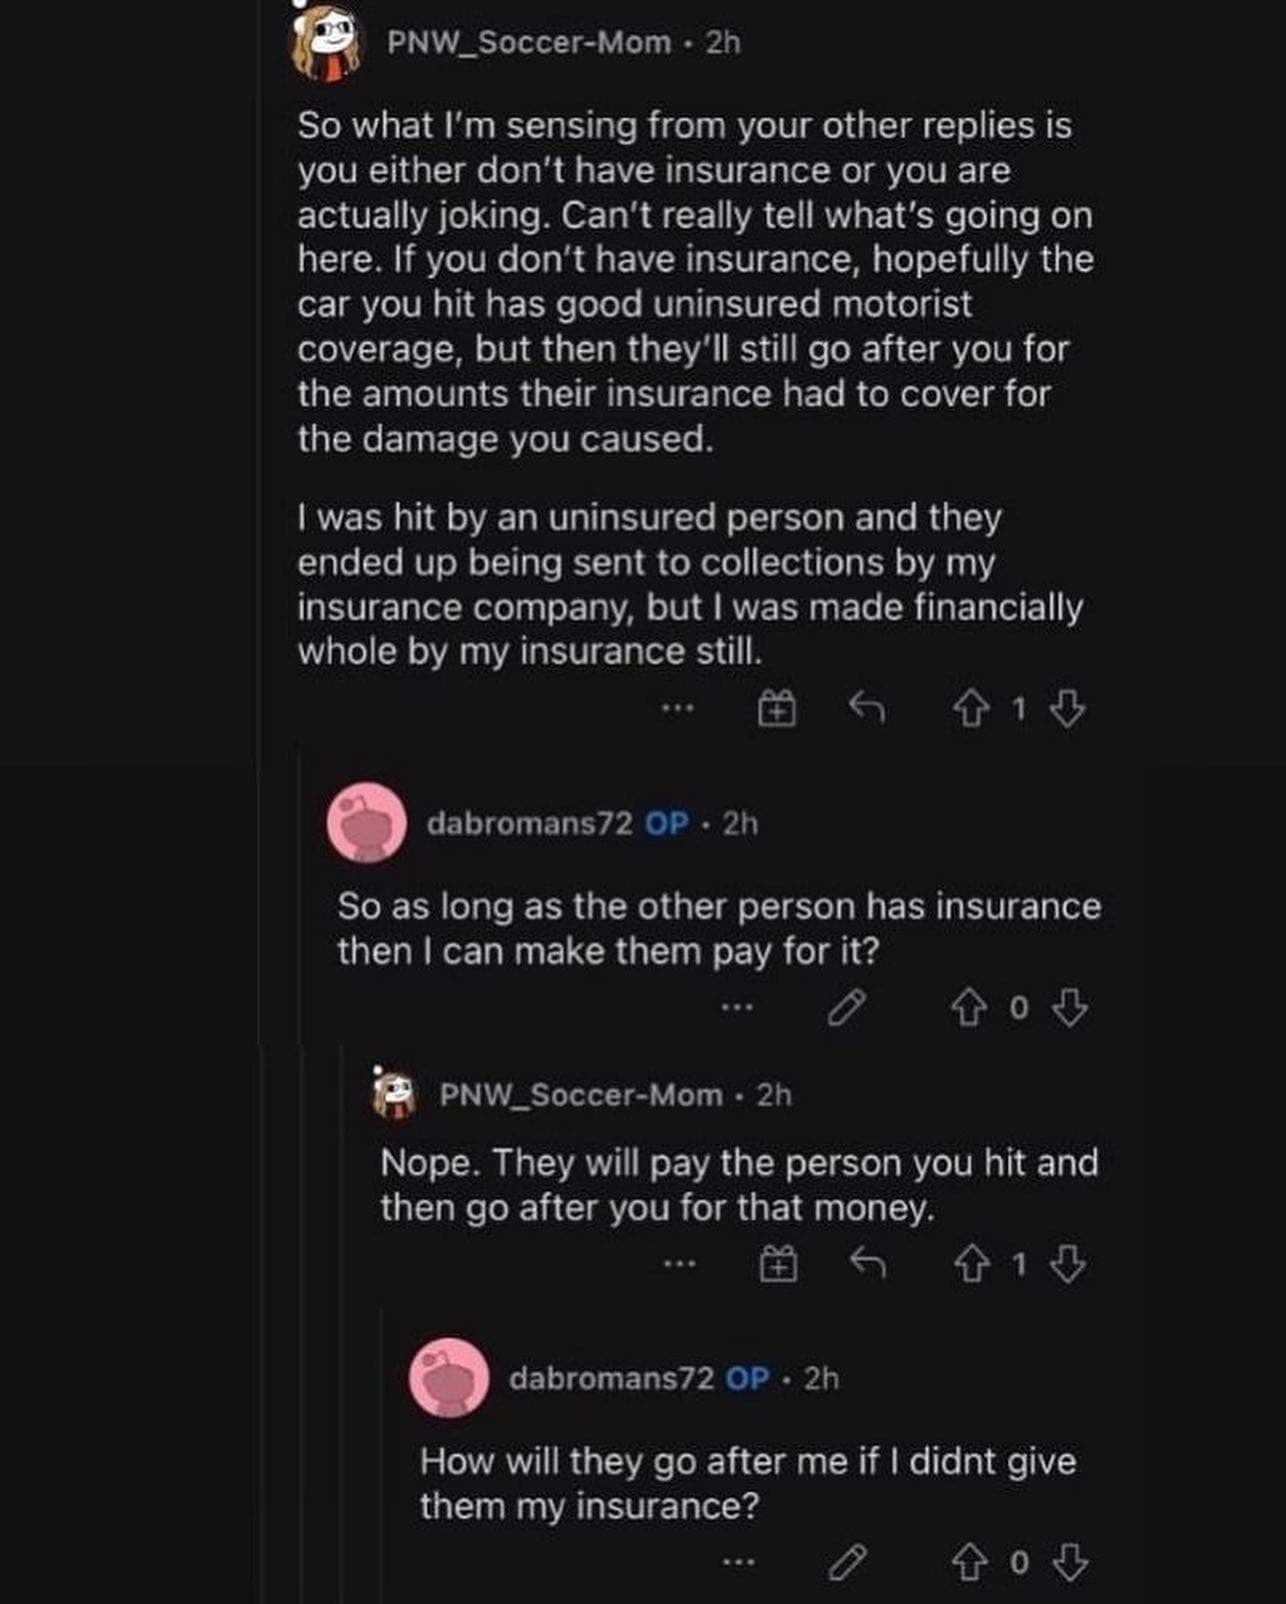 PNW_Soccer-Mom · 2h
So what I'm sensing from your other replies is
you either don't have insurance or you are
actually joking. Can't really tell what's going on
here. If you don't have insurance, hopefully the
car you hit has good uninsured motorist
coverage, but then they'll still go after you for
the amounts their insurance had to cover for
the damage you caused.
I was hit by an uninsured person and they
ended up being sent to collections by my
insurance company, but I was made financially
whole by my insurance still.
1
dabromans72 OP · 2h
So as long as the other person has insurance
then I can make them pay for it?
0
PNW_Soccer-Mom · 2h
Nope. They will pay the person you hit and
then go after you for that money.
1
dabromans72 OP · 2h
How will they go after me if I didnt give
them my insurance?
0